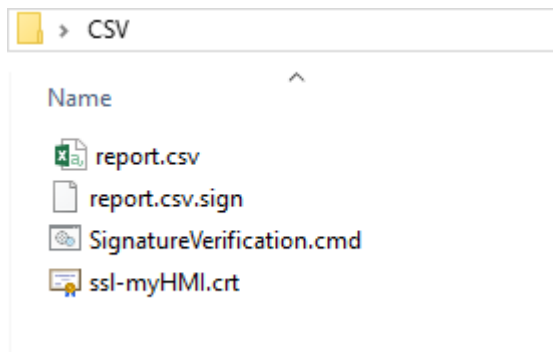 > CSV
Name
report.csv
report.csv.sign
SignatureVerification.cmd
ssl-myHMI.crt